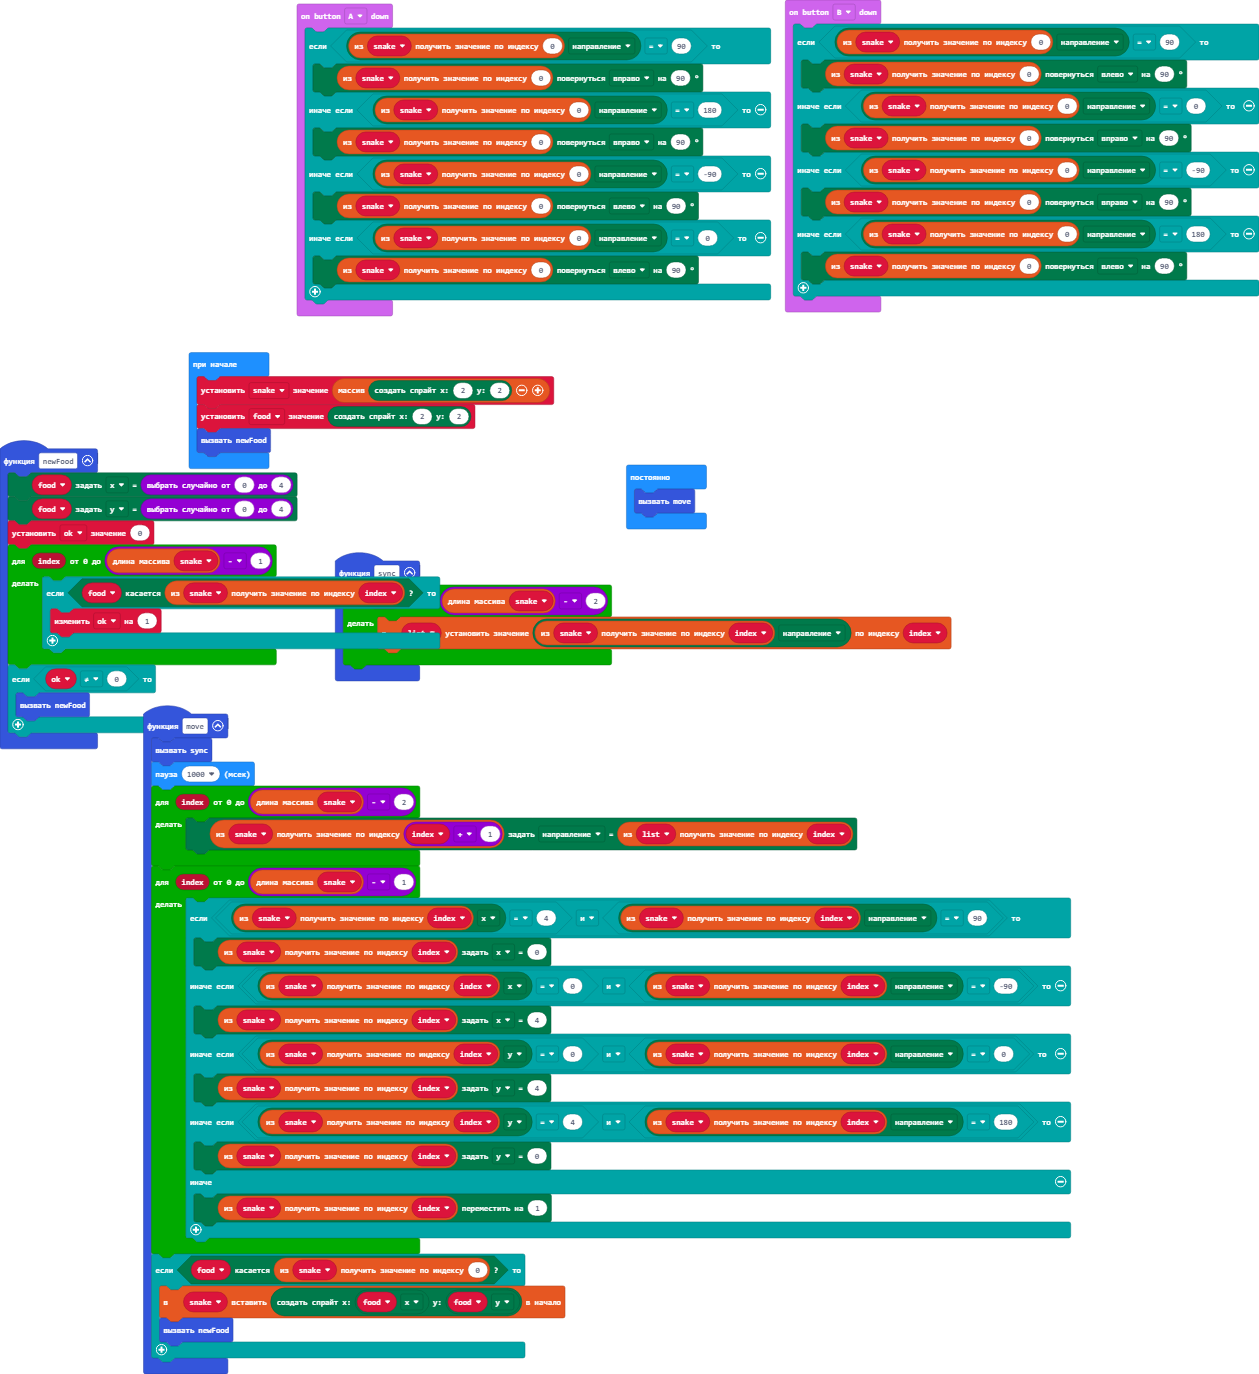 on button A down
если из snake получить значение по индексу 0 направление = 90 то
из snake получить значение по индексу 0 повернуться вправо на 90 °
иначе если из snake получить значение по индексу 0 направление = 180 то
из snake получить значение по индексу 0 повернуться вправо на 90 °
иначе если из snake получить значение по индексу 0 направление = -90 то
из snake получить значение по индексу 0 повернуться влево на 90 °
иначе если из snake получить значение по индексу 0 направление = 0 то
из snake получить значение по индексу 0 повернуться влево на 90 °
on button B down
если из snake получить значение по индексу 0 направление = 90 то
из snake получить значение по индексу 0 повернуться влево на 90 °
иначе если из snake получить значение по индексу 0 направление = 0 то
из snake получить значение по индексу 0 повернуться вправо на 90 °
иначе если из snake получить значение по индексу 0 направление = -90 то
из snake получить значение по индексу 0 повернуться вправо на 90 °
иначе если из snake получить значение по индексу 0 направление = 180 то
из snake получить значение по индексу 0 повернуться влево на 90 °
при начале
установить snake значение массив создать спрайт x: 2 y: 2
установить food значение создать спрайт x: 2 y: 2
вызвать newFood
функция newFood
food задать x = выбрать случайно от 0 до 4
food задать y = выбрать случайно от 0 до 4
установить ok значение 0
для index от 0 до длина массива snake - 1
делать
если food касается из snake получить значение по индексу index ? то
изменить ok на 1
если ok ≠ 0 то
вызвать newFood
постоянно
вызвать move
функция sync
длина массива snake - 2
делать
установить значение из snake получить значение по индексу index направление по индексу index
функция move
вызвать sync
пауза 1000 (мсек)
для index от 0 до длина массива snake - 2
делать
из snake получить значение по индексу index + 1 задать направление = из list получить значение по индексу index
для index от 0 до длина массива snake - 1
делать
если из snake получить значение по индексу index x = 4 и из snake получить значение по индексу index направление = 90 то
из snake получить значение по индексу index задать x = 0
иначе если из snake получить значение по индексу index x = 0 и из snake получить значение по индексу index направление = -90 то
из snake получить значение по индексу index задать x = 4
иначе если из snake получить значение по индексу index y = 0 и из snake получить значение по индексу index направление = 0 то
из snake получить значение по индексу index задать y = 4
иначе если из snake получить значение по индексу index y = 4 и из snake получить значение по индексу index направление = 180 то
из snake получить значение по индексу index задать y = 0
иначе
из snake получить значение по индексу index переместить на 1
если food касается из snake получить значение по индексу 0 ? то
в snake вставить создать спрайт x: food x y: food y в начало
вызвать newFood